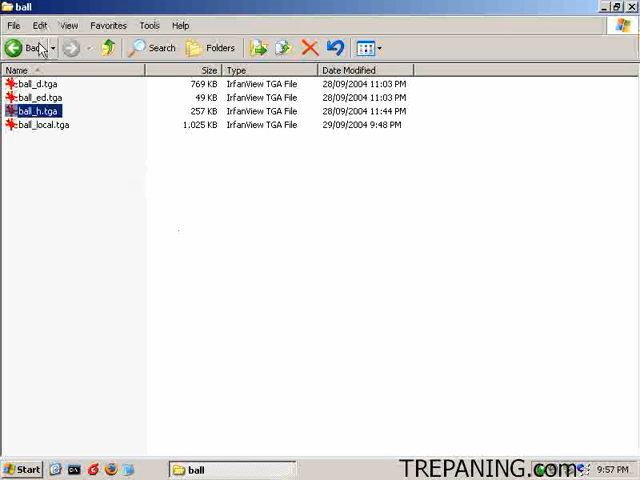 ball
File Edit View Favorites Tools Help
Back Search Folders
Name Size Type Date Modified
ball_d.tga 769 KB IrfanView TGA File 28/09/2004 11:03 PM
ball_ed.tga 49 KB IrfanView TGA File 28/09/2004 11:03 PM
ball_h.tga 257 KB IrfanView TGA File 28/09/2004 11:44 PM
ball_local.tga 1,025 KB IrfanView TGA File 29/09/2004 9:48 PM
Start ball TREPANING.com 9:57 PM